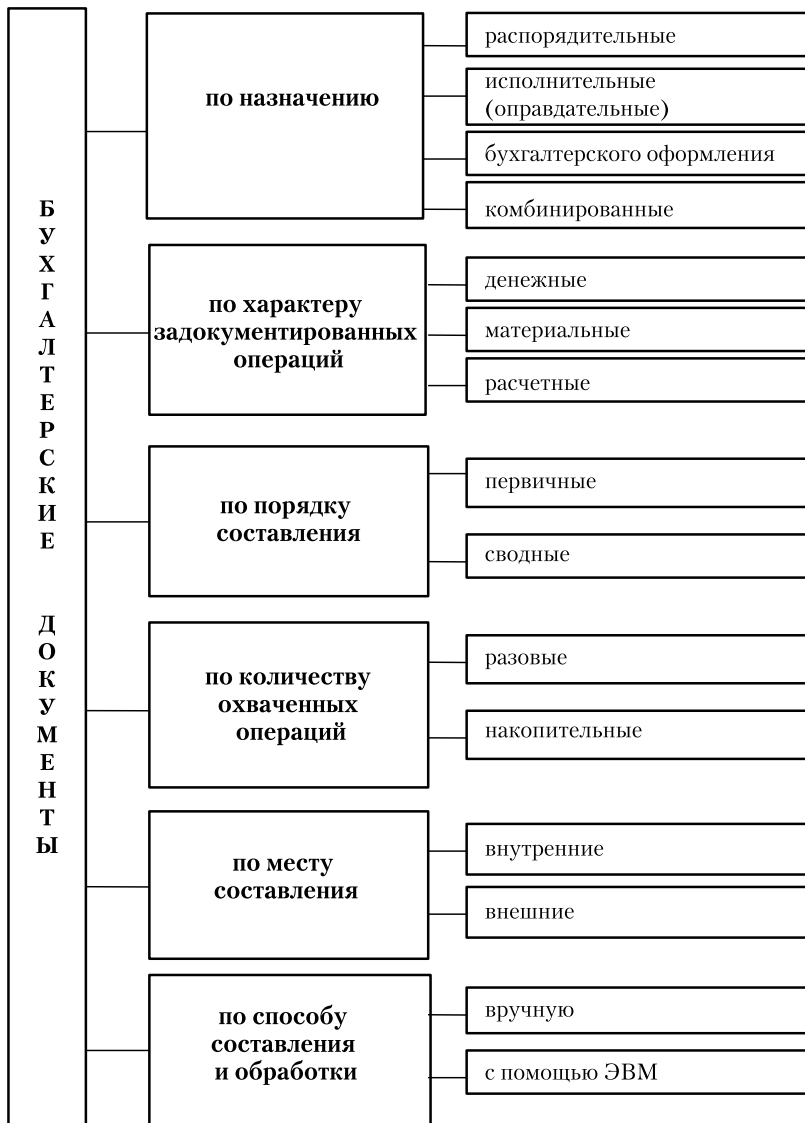 БУХГАЛТЕРСКИЕ ДОКУМЕНТЫ
по назначению
распорядительные
исполнительные
(оправдательные)
бухгалтерского оформления
комбинированные
по характеру
задокументированных
операций
денежные
материальные
расчетные
по порядку
составления
первичные
сводные
по количеству
охваченных
операций
разовые
накопительные
по месту
составления
внутренние
внешние
по способу
составления
и обработки
вручную
с помощью ЭВМ